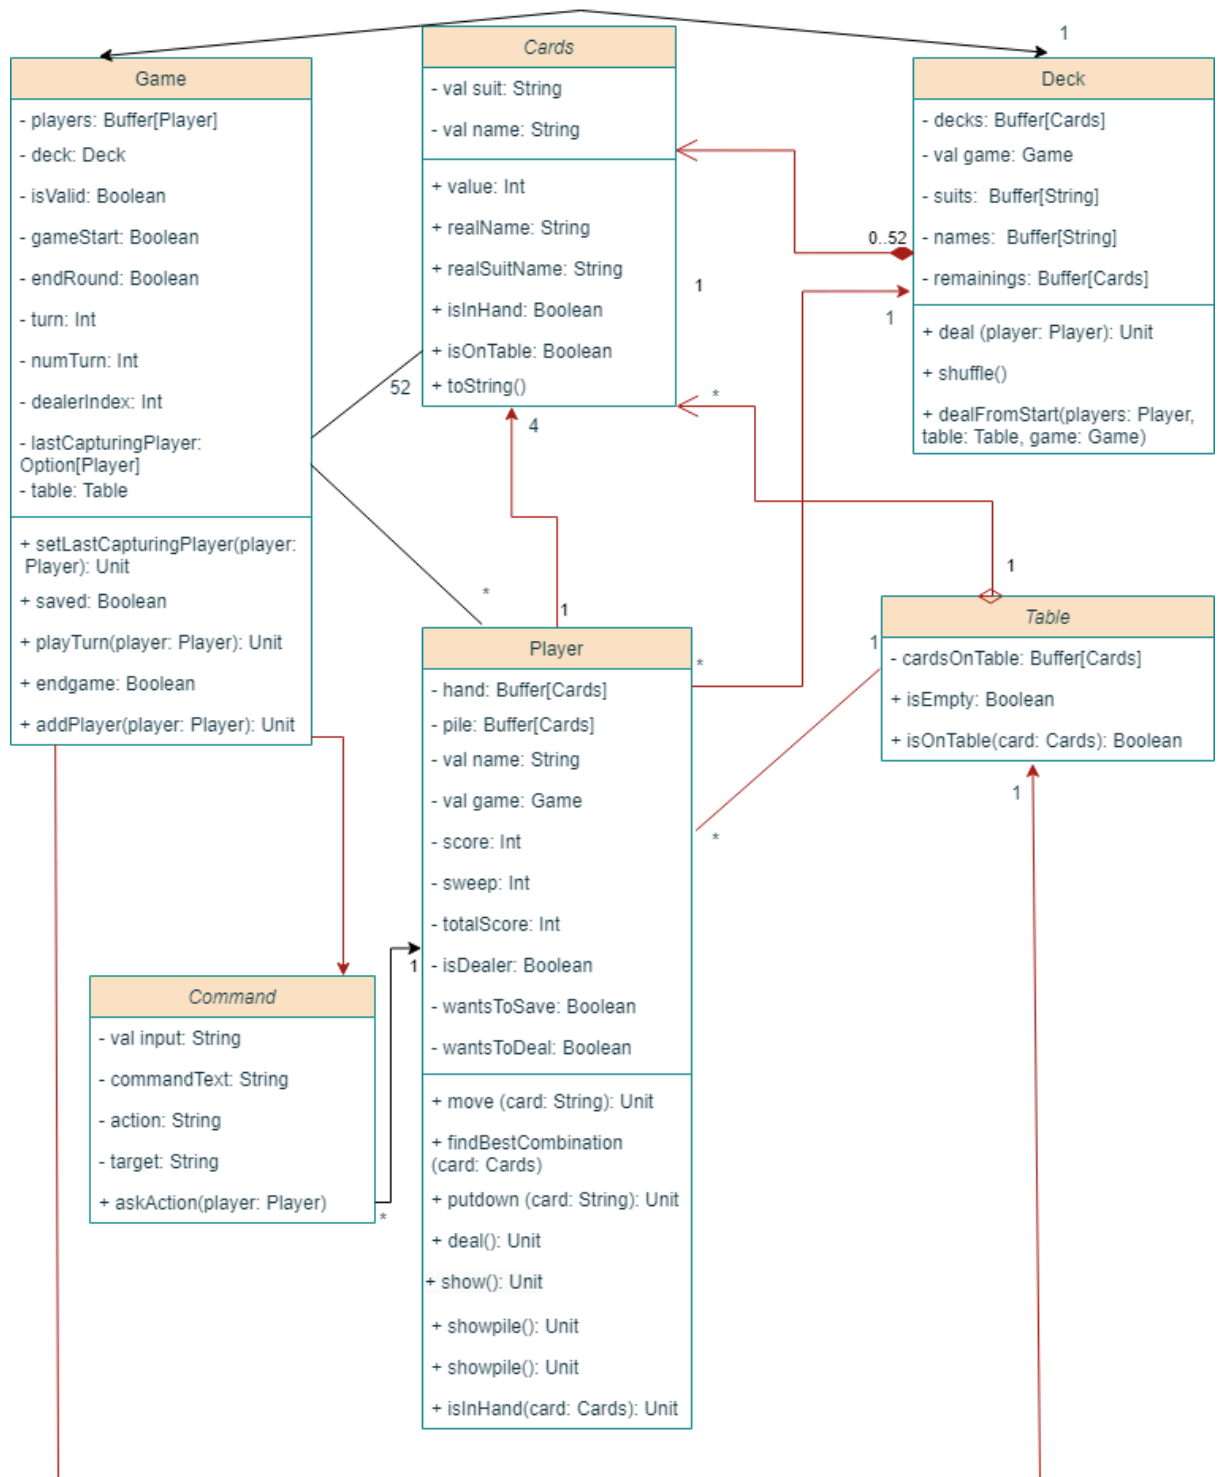 Game
- players: Buffer[Player]
- deck: Deck
- isValid: Boolean
- gameStart: Boolean
- endRound: Boolean
- turn: Int
- numTurn: Int
- dealerIndex: Int
- lastCapturingPlayer:
Option[Player]
- table: Table
+ setLastCapturingPlayer(player:
Player): Unit
+ saved: Boolean
+ playTurn(player: Player): Unit
+ endgame: Boolean
+ addPlayer(player: Player): Unit
Cards
- val suit: String
- val name: String
+ value: Int
+ realName: String
+ realSuitName: String
+ isInHand: Boolean
+ isOnTable: Boolean
+ toString()
52
4
1
*
1
Deck
- decks: Buffer[Cards]
- val game: Game
- suits: Buffer[String]
- names: Buffer[String]
- remainings: Buffer[Cards]
+ deal (player: Player): Unit
+ shuffle()
+ dealFromStart(players: Player,
table: Table, game: Game)
0..52
1
*
1
Player
- hand: Buffer[Cards]
- pile: Buffer[Cards]
- val name: String
- val game: Game
- score: Int
- sweep: Int
- totalScore: Int
- isDealer: Boolean
- wantsToSave: Boolean
- wantsToDeal: Boolean
+ move (card: String): Unit
+ findBestCombination
(card: Cards)
+ putdown (card: String): Unit
+ deal(): Unit
+ show(): Unit
+ showpile(): Unit
+ showpile(): Unit
+ isInHand(card: Cards): Unit
*
1
1
Table
- cardsOnTable: Buffer[Cards]
+ isEmpty: Boolean
+ isOnTable(card: Cards): Boolean
*
1
1
Command
- val input: String
- commandText: String
- action: String
- target: String
+ askAction(player: Player)
*